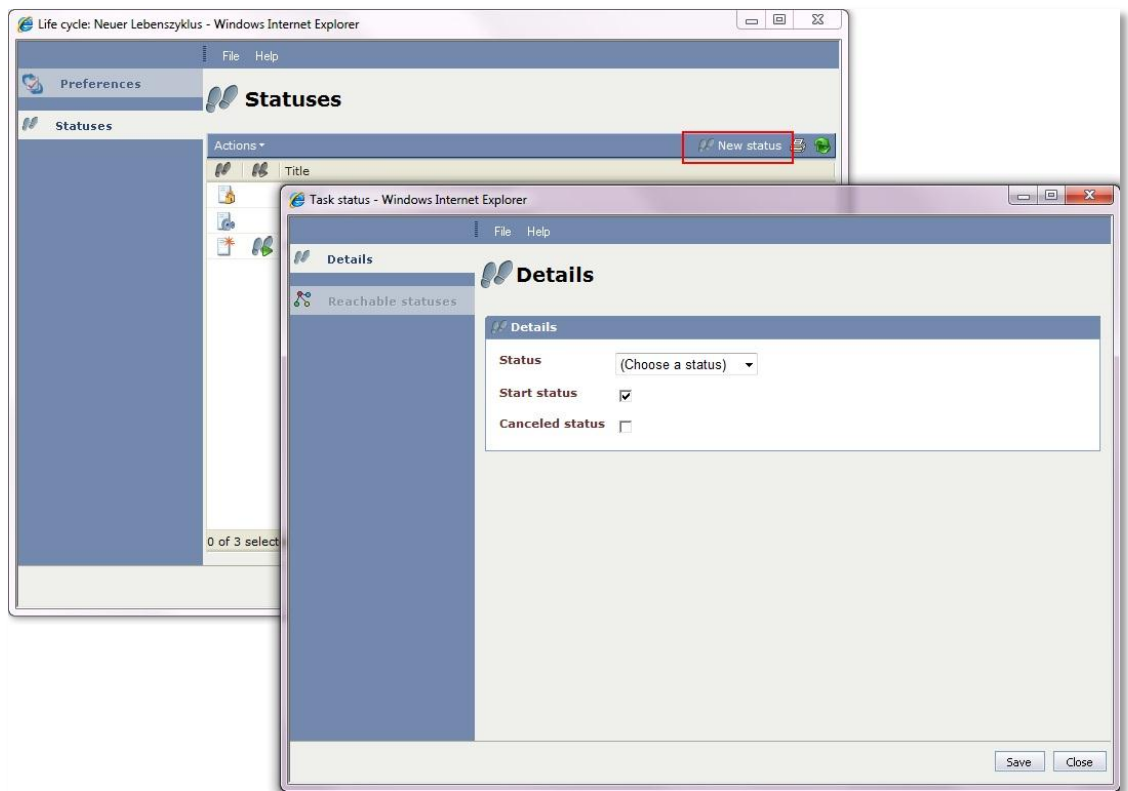 Life cycle: Neuer Lebenszyklus - Windows Internet Explorer
File Help
Preferences
Statuses
Statuses
Actions
New status
Title
0 of 3 select
Task status - Windows Internet Explorer
File Help
Details
Reachable statuses
Details
Details
Status (Choose a status)
Start status
Canceled status
Save Close